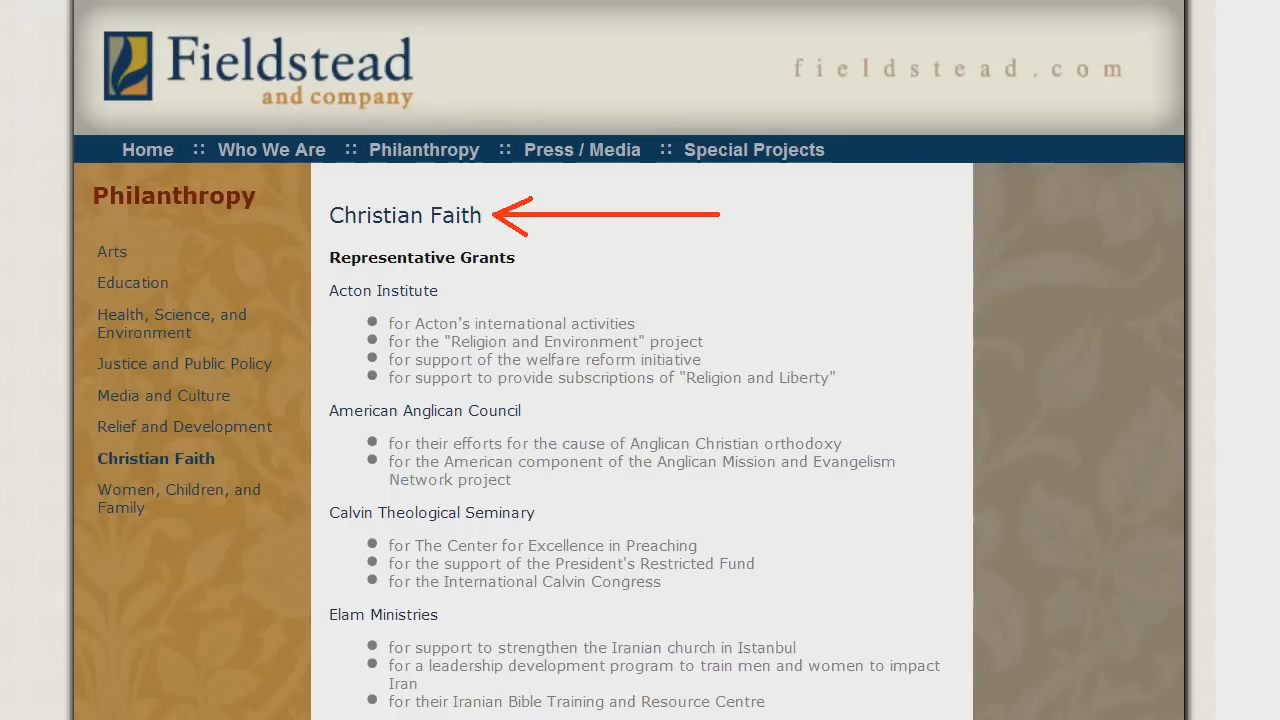 Fieldstead
and company
fieldstead.com
Home :: Who We Are :: Philanthropy :: Press / Media :: Special Projects
Philanthropy
Arts
Education
Health, Science, and
Environment
Justice and Public Policy
Media and Culture
Relief and Development
Christian Faith
Women, Children, and
Family
Christian Faith
Representative Grants
Acton Institute
for Acton's international activities
for the "Religion and Environment" project
for support of the welfare reform initiative
for support to provide subscriptions of "Religion and Liberty"
American Anglican Council
for their efforts for the cause of Anglican Christian orthodoxy
for the American component of the Anglican Mission and Evangelism
Network project
Calvin Theological Seminary
for The Center for Excellence in Preaching
for the support of the President's Restricted Fund
for the International Calvin Congress
Elam Ministries
for support to strengthen the Iranian church in Istanbul
for a leadership development program to train men and women to impact
Iran
for their Iranian Bible Training and Resource Centre